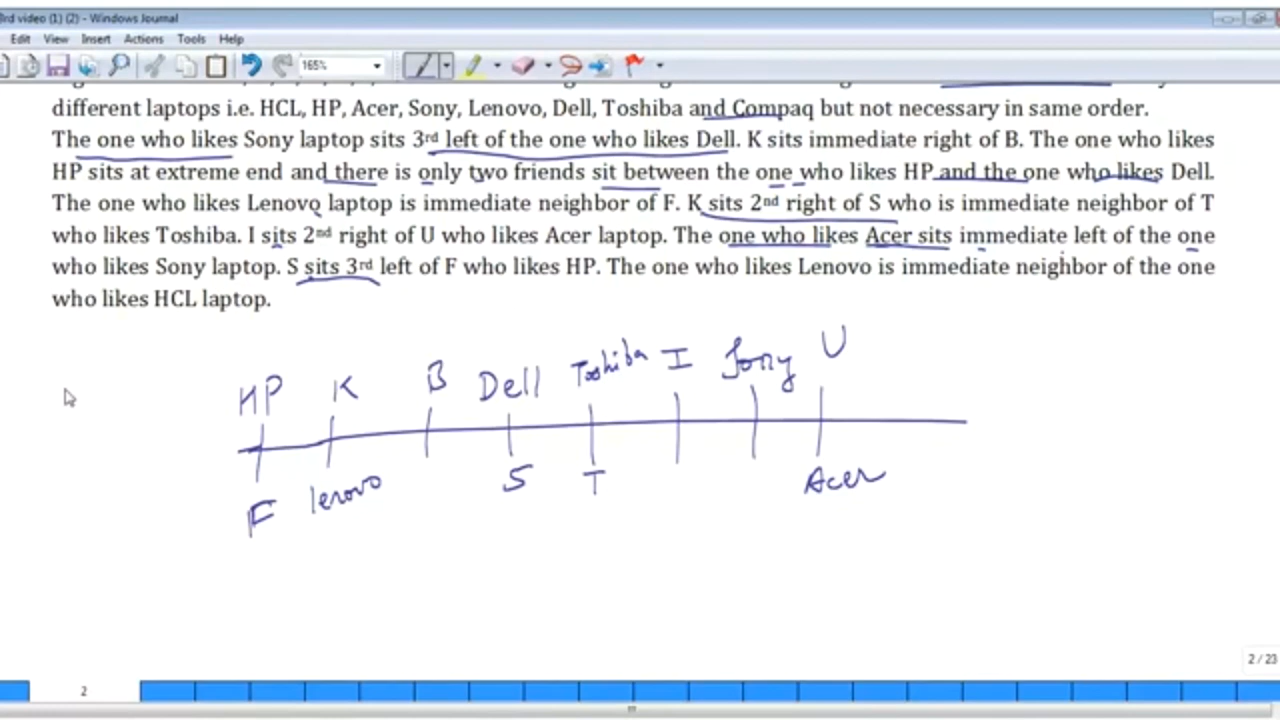 3rd video (1) (2) - Windows Journal
Edit View Insert Actions Tools Help
165%
different laptops i.e. HCL, HP, Acer, Sony, Lenovo, Dell, Toshiba and Compaq but not necessary in same order.
The one who likes Sony laptop sits 3rd left of the one who likes Dell. K sits immediate right of B. The one who likes
HP sits at extreme end and there is only two friends sit between the one who likes HP and the one who likes Dell.
The one who likes Lenovo laptop is immediate neighbor of F. K sits 2nd right of S who is immediate neighbor of T
who likes Toshiba. I sits 2nd right of U who likes Acer laptop. The one who likes Acer sits immediate left of the one
who likes Sony laptop. S sits 3rd left of F who likes HP. The one who likes Lenovo is immediate neighbor of the one
who likes HCL laptop.
HP K B Dell Toshiba I Sony U
F lenovo S T Acer
2 / 23
2